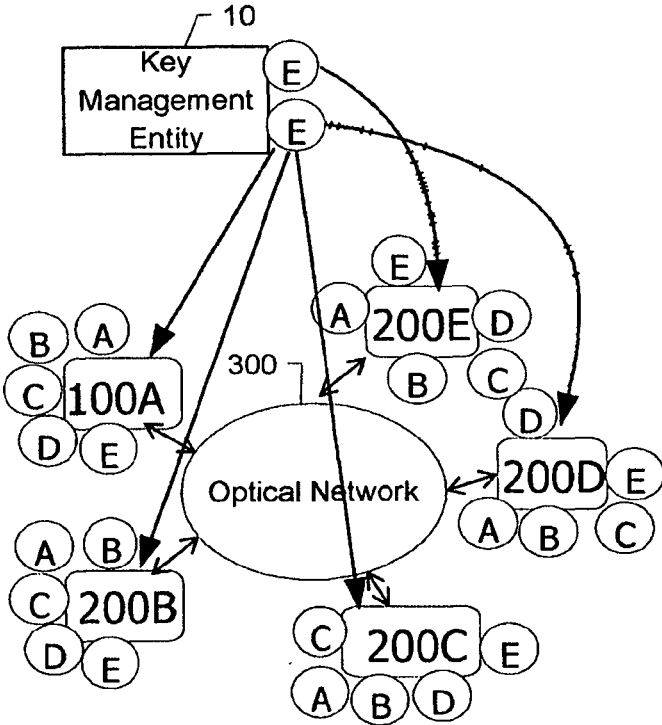 10
Key
Management
Entity
E
E
E
A
200E
D
B
C
300
B
A
C
100A
D
E
D
200D
E
A
B
C
Optical Network
A
B
C
200B
D
E
C
200C
E
A
B
D